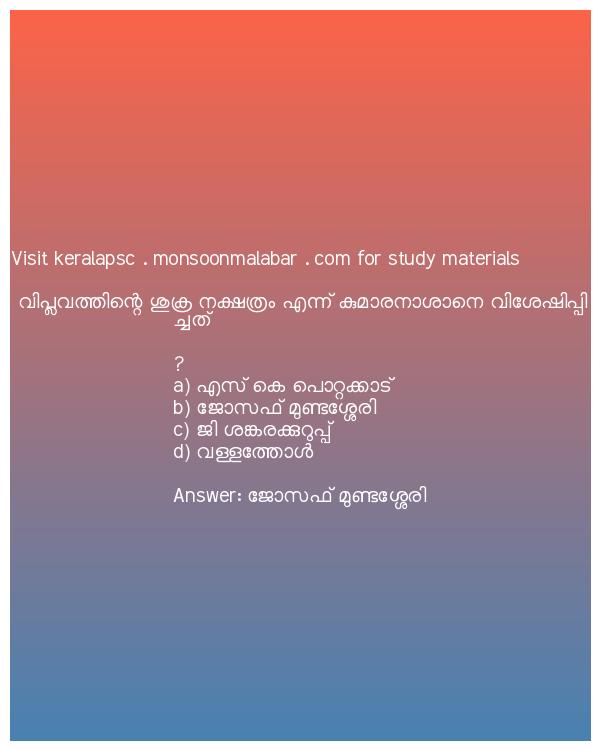 Visit keralapsc . monsoonmalabar . com for study materials
വിപ്ലവത്തിന്റെ ശുക്ര നക്ഷത്രം എന്ന് കുമാരനാശാനെ വിശേഷിപ്പി
ച്ചത്
?
a) എസ് കെ പൊറ്റക്കാട്
b) ജോസഫ് മുണ്ടശ്ശേരി
c) ജി ശങ്കരക്കുറുപ്പ്
d) വള്ളത്തോൾ
Answer: ജോസഫ് മുണ്ടശ്ശേരി